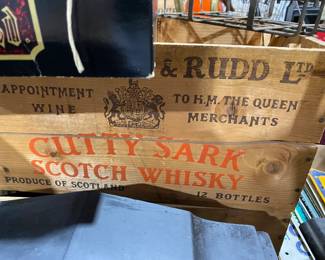 & RUDD LTD
APPOINTMENT TO H.M. THE QUEEN
WINE MERCHANTS
CUTTY SARK
SCOTCH WHISKY
PRODUCE OF SCOTLAND 12 BOTTLES